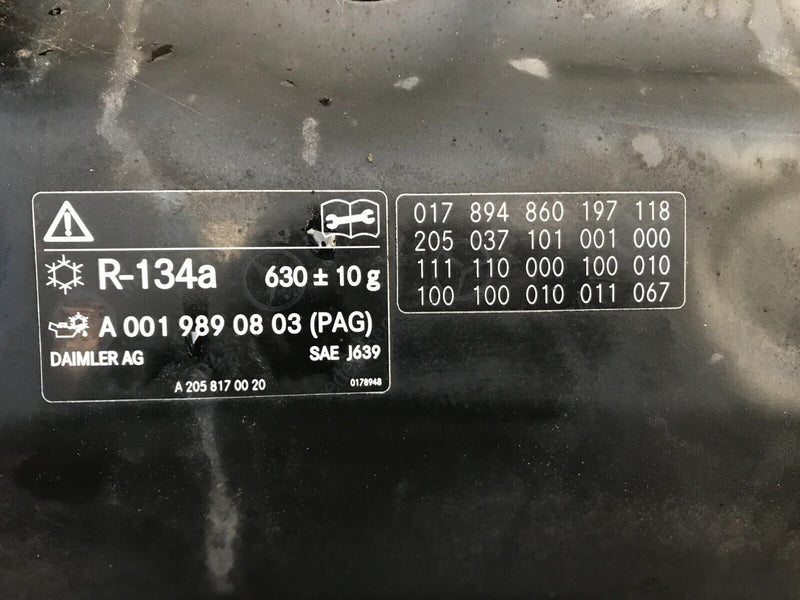 R-134a 630 ± 10 g
A 001 989 08 03 (PAG)
DAIMLER AG SAE J639
A 205 817 00 20 0178948
017 894 860 197 118
205 037 101 001 000
111 110 000 100 010
100 100 010 011 067